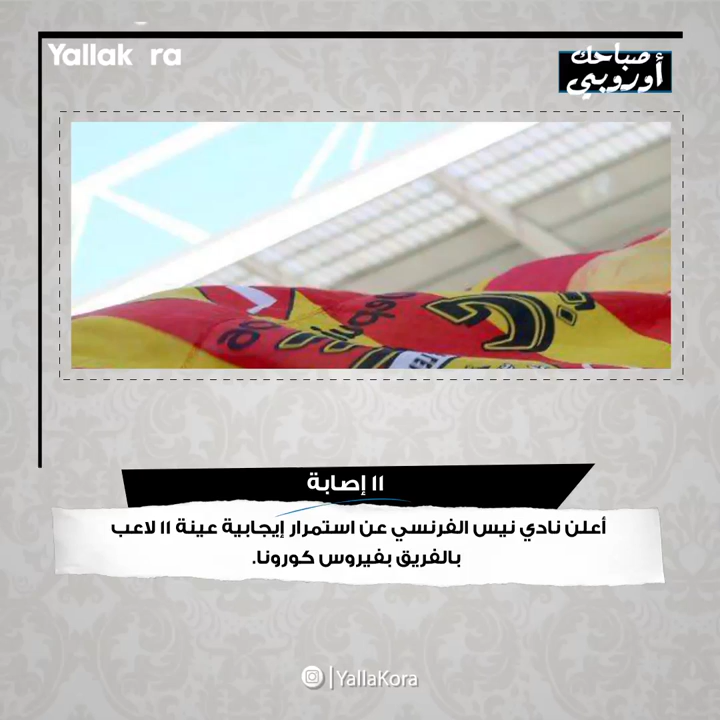 Yallak ra
صباحك
أوروبي
١١ إصابة
أعلن نادي نيس الفرنسي عن استمرار إيجابية عينة ١١ لاعب
بالفريق بفيروس كورونا.
YallaKora